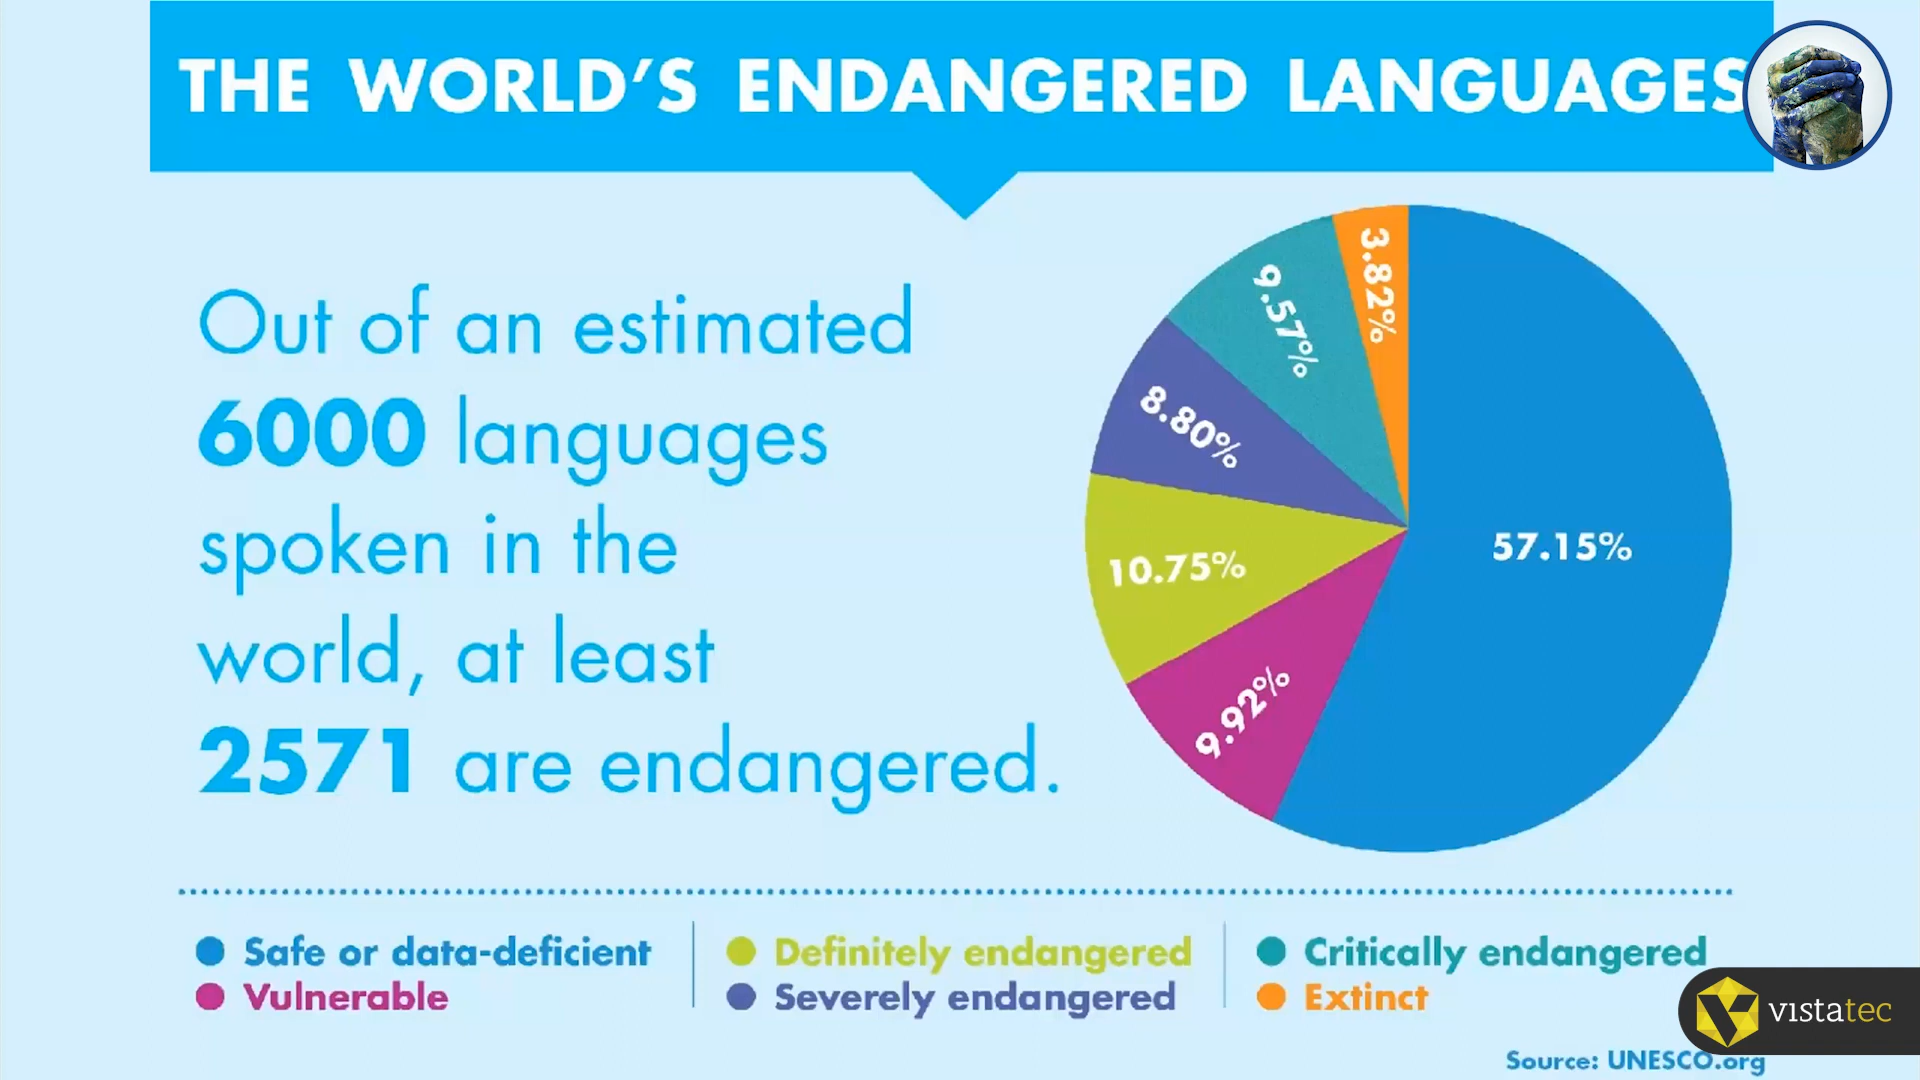 THE WORLD'S ENDANGERED LANGUAGES
Out of an estimated
6000 languages
spoken in the
world, at least
2571 are endangered.
3.82%
9.57%
8.80%
10.75%
9.92%
57.15%
Safe or data-deficient
Vulnerable
Definitely endangered
Severely endangered
Critically endangered
Extinct
vistatec
Source: UNESCO.org